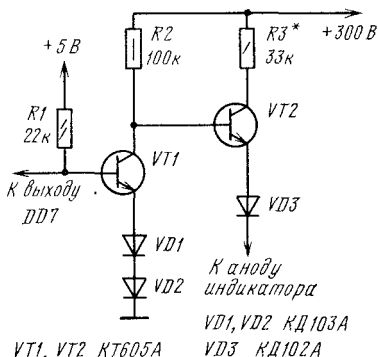 +5 В
R1
22к
R2
100к
R3*
33к
+300 В
VT1
VT2
К выходу
DD7
VD1
VD2
VD3
К аноду
индикатора
VT1, VT2 КТ605А
VD1, VD2 КД103А
VD3 КД102А